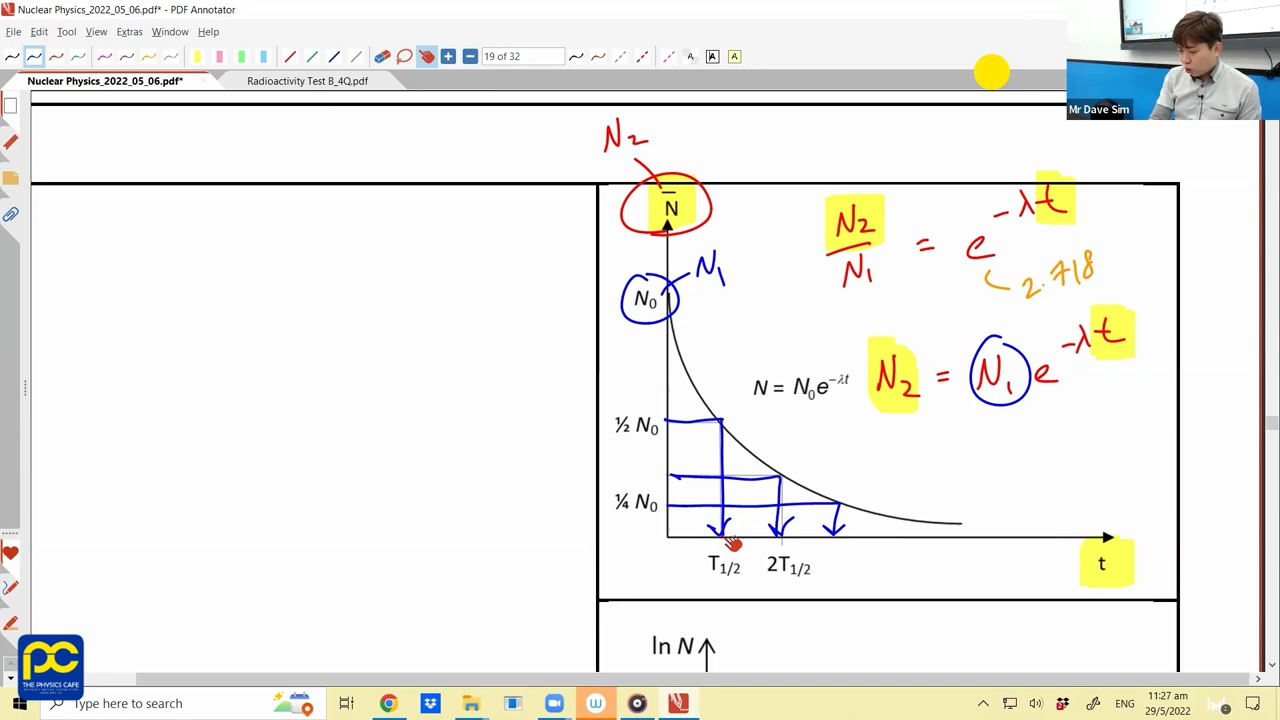 Nuclear Physics_2022_05_06.pdf* - PDF Annotator
File Edit Tool View Extras Window Help
19 of 32
Nuclear Physics_2022_05_06.pdf*
Radioactivity Test B_4Q.pdf
Mr Dave Sim
N2
N
N₀
N₁
N2/N₁ = e^-λt
2.718
N = N₀e^-λt
N₂ = N₁e^-λt
½ N₀
¼ N₀
T1/2 2T1/2 t
ln N
PC
THE PHYSICS CAFE
Type here to search
ENG
11:27 am
29/5/2022